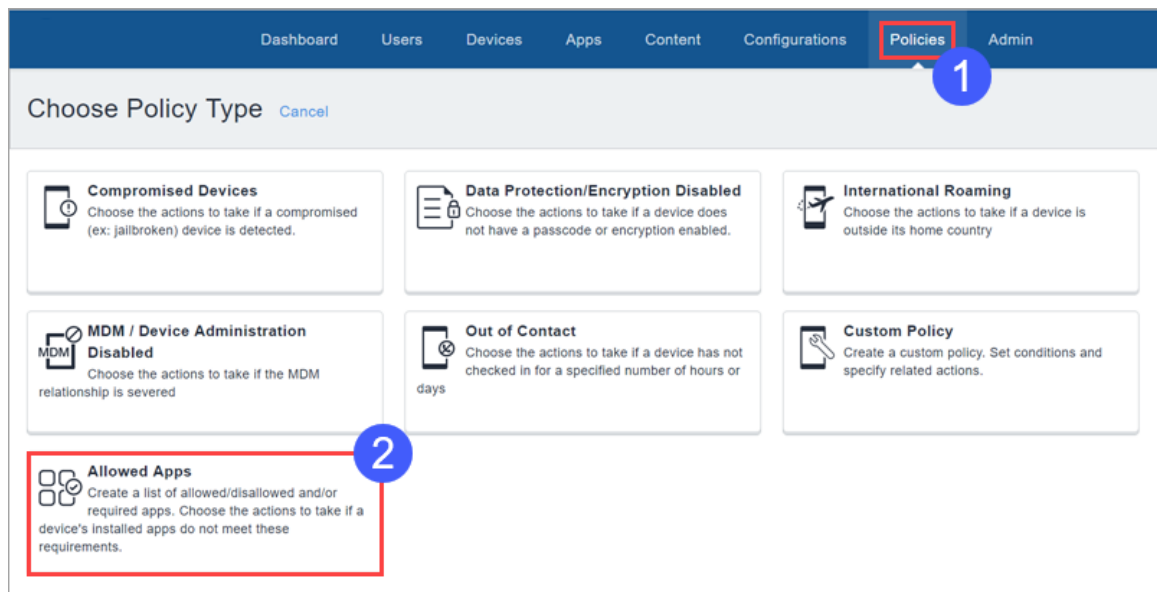 Dashboard Users Devices Apps Content Configurations Policies Admin
1
Choose Policy Type Cancel
Compromised Devices
Choose the actions to take if a compromised
(ex: jailbroken) device is detected.
Data Protection/Encryption Disabled
Choose the actions to take if a device does
not have a passcode or encryption enabled.
International Roaming
Choose the actions to take if a device is
outside its home country
MDM
MDM / Device Administration
Disabled
Choose the actions to take if the MDM
relationship is severed
Out of Contact
Choose the actions to take if a device has not
checked in for a specified number of hours or
days
Custom Policy
Create a custom policy. Set conditions and
specify related actions.
2
Allowed Apps
Create a list of allowed/disallowed and/or
required apps. Choose the actions to take if a
device's installed apps do not meet these
requirements.